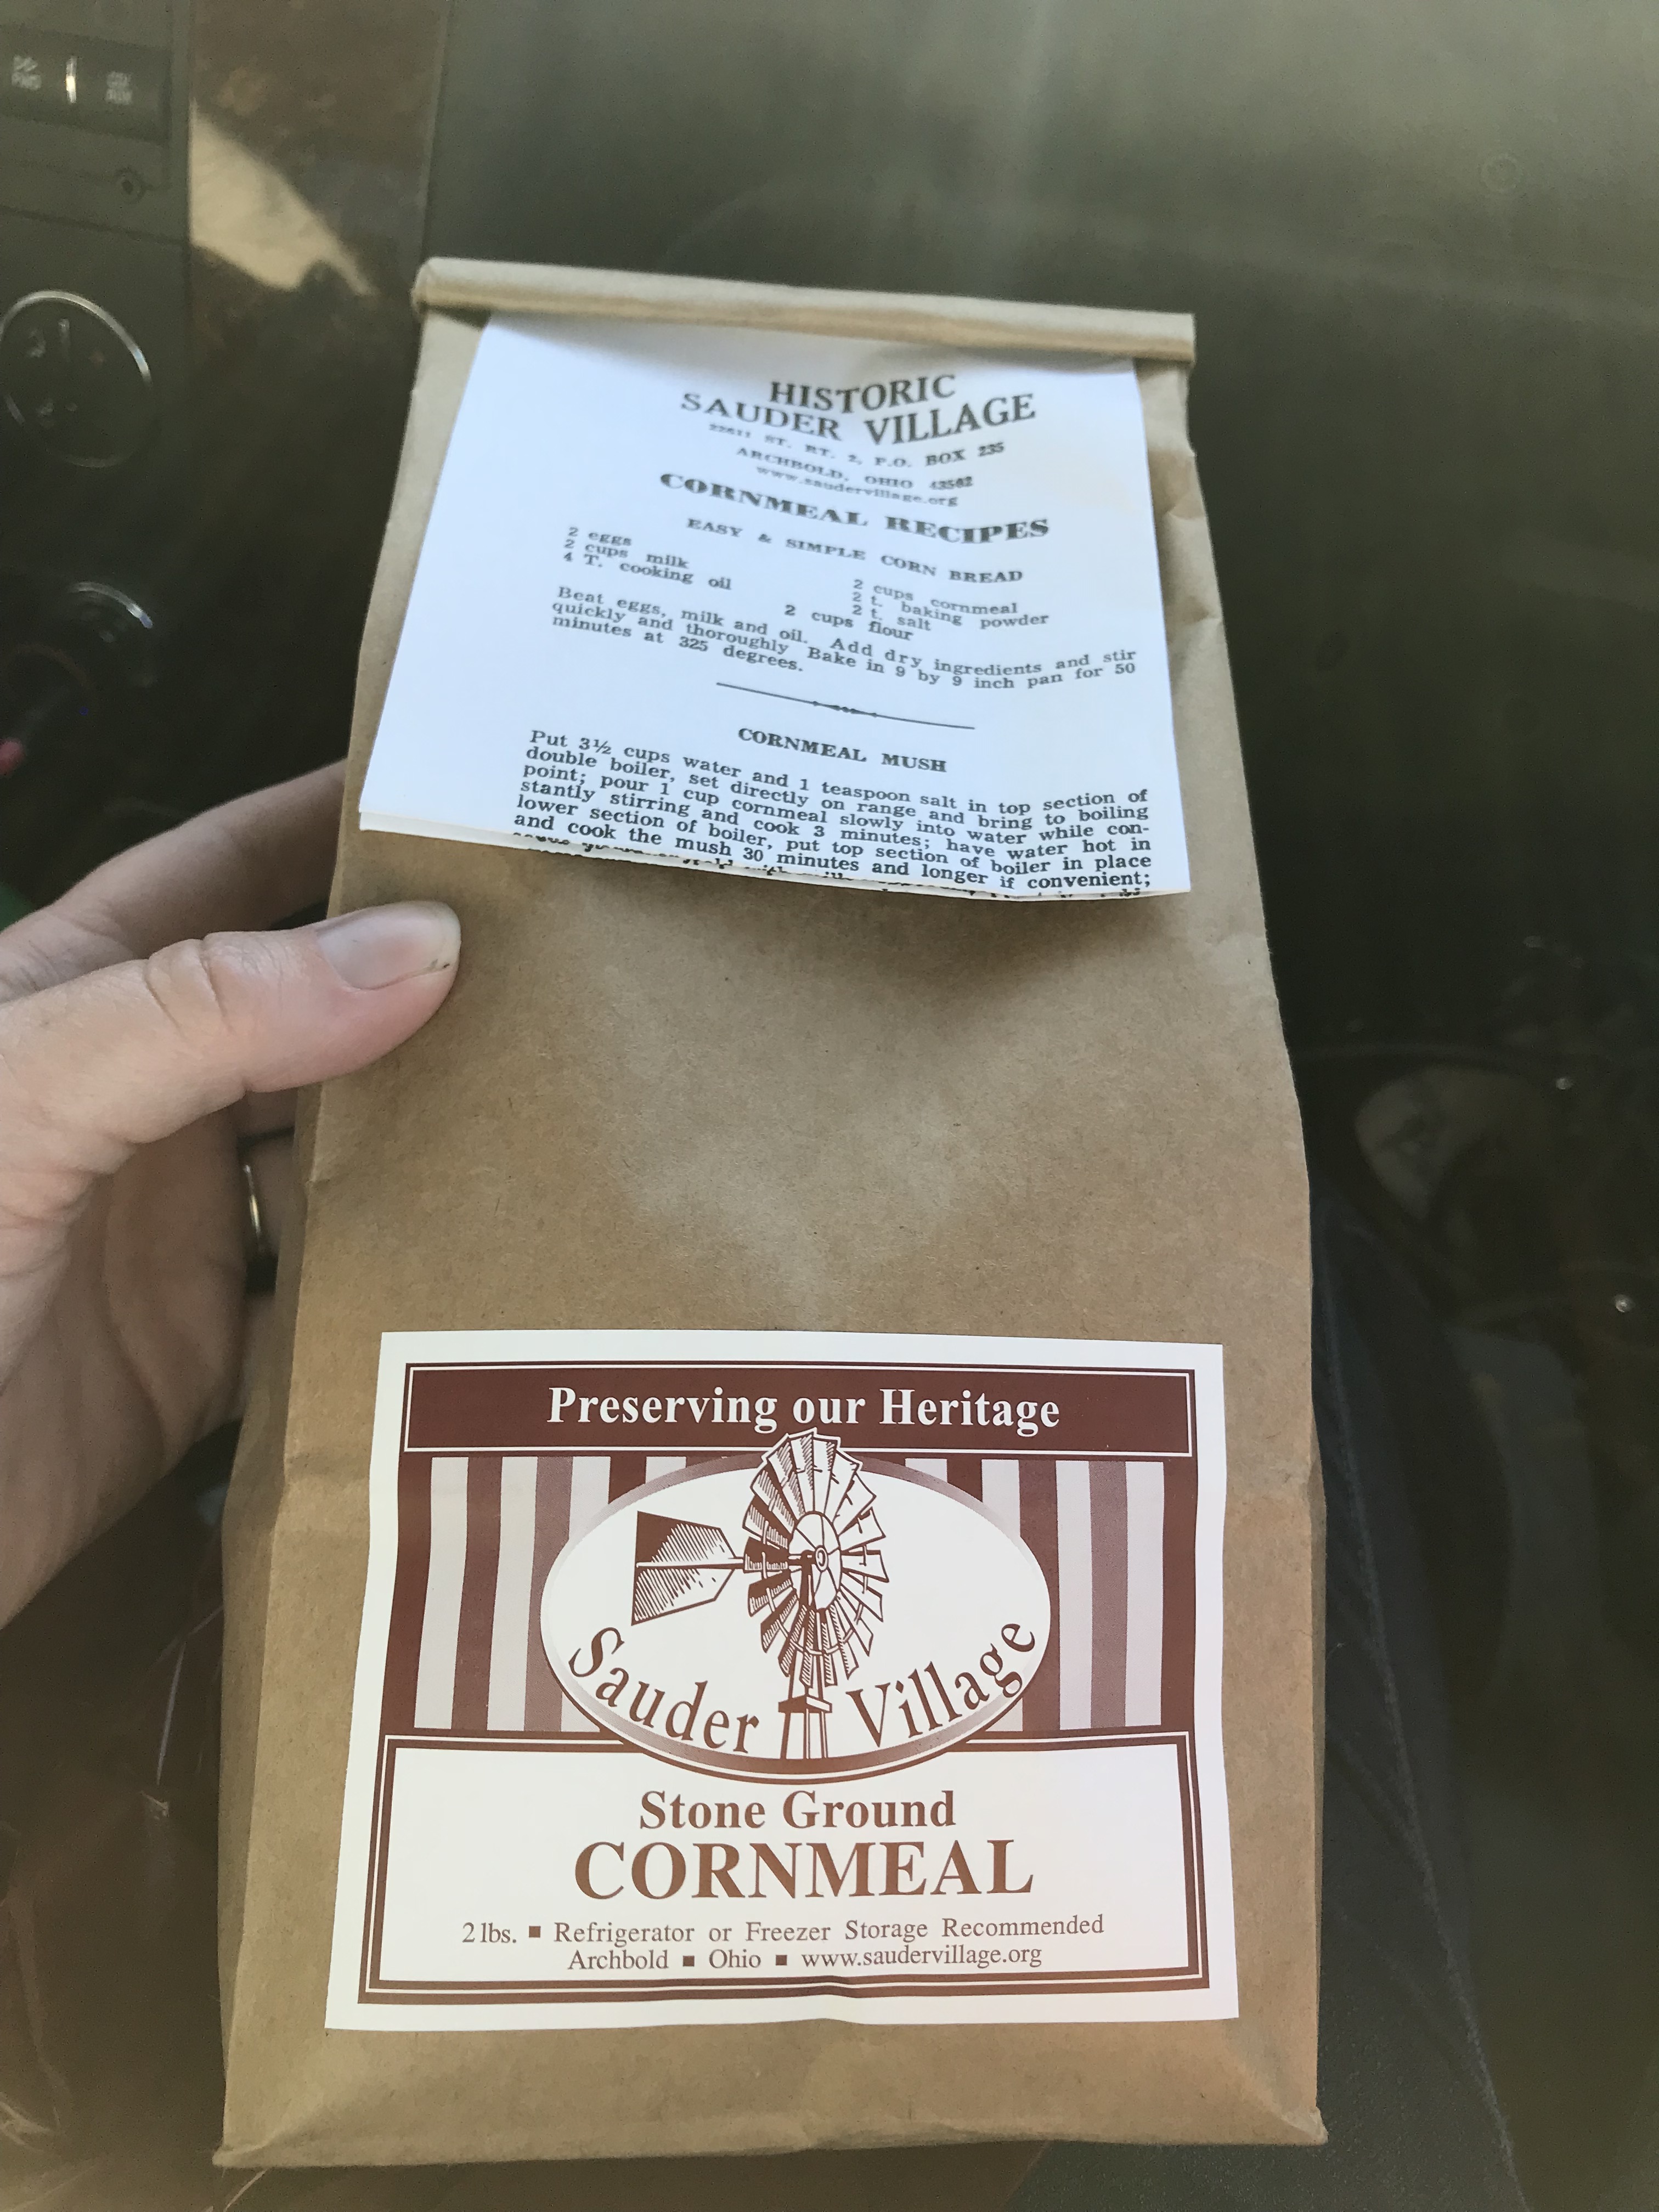 HISTORIC
SAUDER VILLAGE
22611 ST. RT. 2, P.O. BOX 235
ARCHBOLD, OHIO 43502
www.saudervillage.org
CORNMEAL RECIPES
EASY & SIMPLE CORN BREAD
2 eggs
2 cups milk
4 T. cooking oil
2 cups cornmeal
2 t. baking powder
2 t. salt
2 cups flour
Beat eggs, milk and oil. Add dry ingredients and stir
quickly and thoroughly Bake in 9 by 9 inch pan for 50
minutes at 325 degrees.
CORNMEAL MUSH
Put 3½ cups water and 1 teaspoon salt in top section of
double boiler, set directly on range and bring to boiling
point; pour 1 cup cornmeal slowly into water while con-
stantly stirring and cook 3 minutes; have water hot in
lower section of boiler, put top section of boiler in place
and cook the mush 30 minutes and longer if convenient;
Preserving our Heritage
Sauder Village
Stone Ground
CORNMEAL
2 lbs. ■ Refrigerator or Freezer Storage Recommended
Archbold ■ Ohio ■ www.saudervillage.org